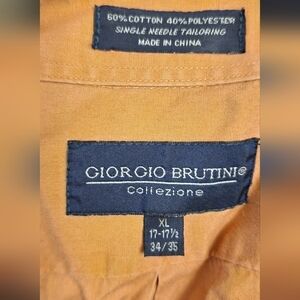 60% COTTON 40% POLYESTER
SINGLE NEEDLE TAILORING
MADE IN CHINA
GIORGIO BRUTINI®
Collezione
XL
17-17½
34/35